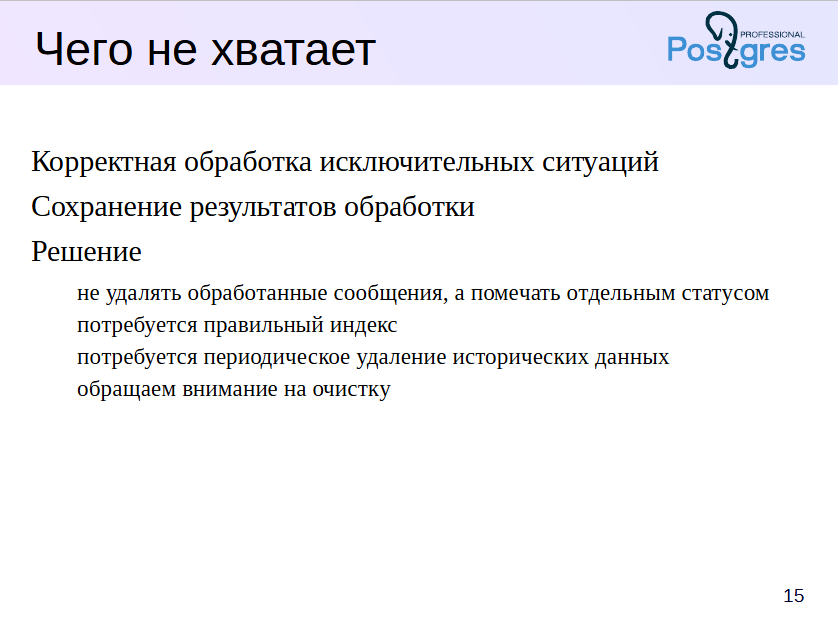 Чего не хватает
PROFESSIONAL
Postgres
Корректная обработка исключительных ситуаций
Сохранение результатов обработки
Решение
не удалять обработанные сообщения, а помечать отдельным статусом
потребуется правильный индекс
потребуется периодическое удаление исторических данных
обращаем внимание на очистку
15